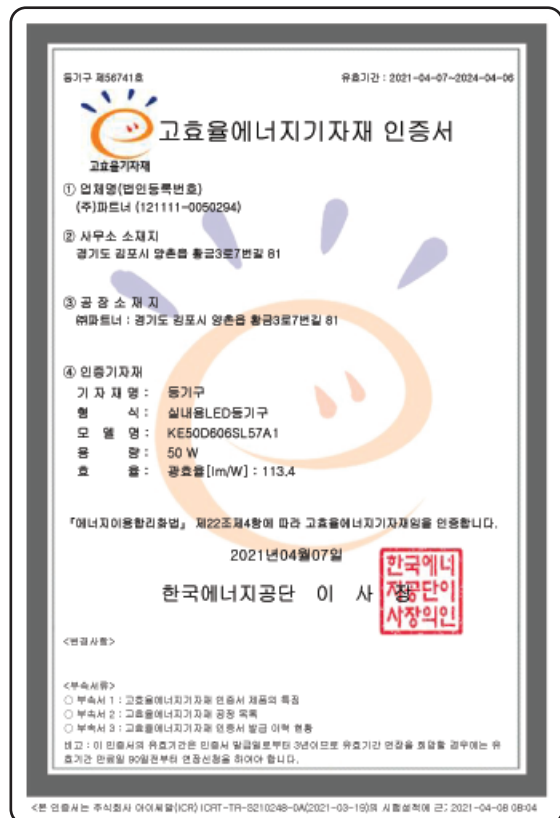 등기구 제56741호
유효기간 : 2021-04-07~2024-04-06
고효율에너지기자재 인증서
고효율기자재
① 업체명(법인등록번호)
(주)파트너 (121111-0050294)
② 사무소 소재지
경기도 김포시 양촌읍 황금3로7번길 81
③ 공 장 소 재 지
㈜파트너 : 경기도 김포시 양촌읍 황금3로7번길 81
④ 인증기자재
기 자 재 명 : 등기구
형 식 : 실내용LED등기구
모 델 명 : KE50D606SL57A1
용 량 : 50 W
효 율 : 광효율[lm/W] : 113.4
『에너지이용합리화법』 제22조제4항에 따라 고효율에너지기자재임을 인증합니다.
2021년04월07일
한국에너지공단 이 사 장
한국에너
지공단이
사장의인
<변경사항>
<부속서류>
○ 부속서 1 : 고효율에너지기자재 인증서 제품의 특징
○ 부속서 2 : 고효율에너지기자재 공장 목록
○ 부속서 3 : 고효율에너지기자재 인증서 발급 이력 현황
비고 : 이 인증서의 유효기간은 인증서 발급일로부터 3년이므로 유효기간 연장을 희망할 경우에는 유
효기간 만료일 90일전부터 연장신청을 하여야 합니다.
<본 인증서는 주식회사 아이씨알(ICR) ICRT-TR-S210248-0A(2021-03-19)의 시험성적에 근; 2021-04-08 08:04